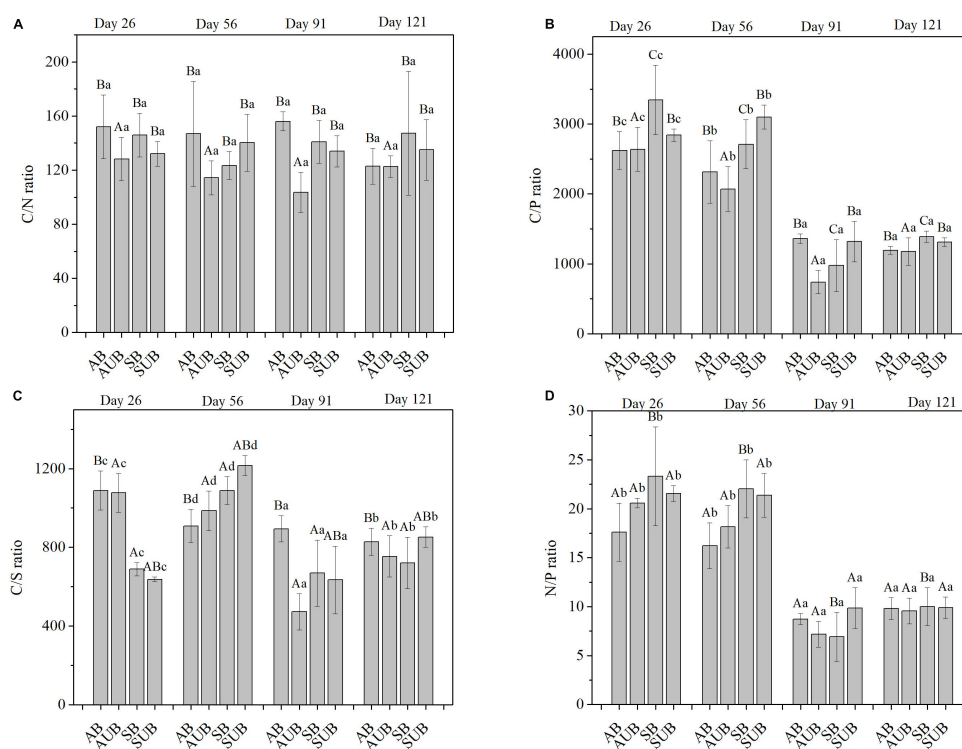 A
Day 26 Day 56 Day 91 Day 121
C/N ratio
200
160
120
80
40
0
Ba Aa Ba Ba Ba Aa Ba Ba Ba Aa Ba Ba Ba Ba Ba Ba
AB AUB SB SUB AB AUB SB SUB AB AUB SB SUB AB AUB SB SUB
B
Day 26 Day 56 Day 91 Day 121
C/P ratio
4000
3000
2000
1000
0
Bc Ac Cc Bc Bb Ab Cb Bb Ba Aa Ca Ba Ba Aa Ca Ba
AB AUB SB SUB AB AUB SB SUB AB AUB SB SUB AB AUB SB SUB
C
Day 26 Day 56 Day 91 Day 121
C/S ratio
1200
800
400
0
Bc Ac Ac ABc Bd Ad Ad ABd Ba Aa Aa ABa Bb Ab Ab ABb
AB AUB SB SUB AB AUB SB SUB AB AUB SB SUB AB AUB SB SUB
D
Day 26 Day 56 Day 91 Day 121
N/P ratio
30
25
20
15
10
5
0
Ab Ab Bb Ab Ab Ab Bb Ab Aa Aa Ba Aa Aa Aa Ba Aa
AB AUB SB SUB AB AUB SB SUB AB AUB SB SUB AB AUB SB SUB